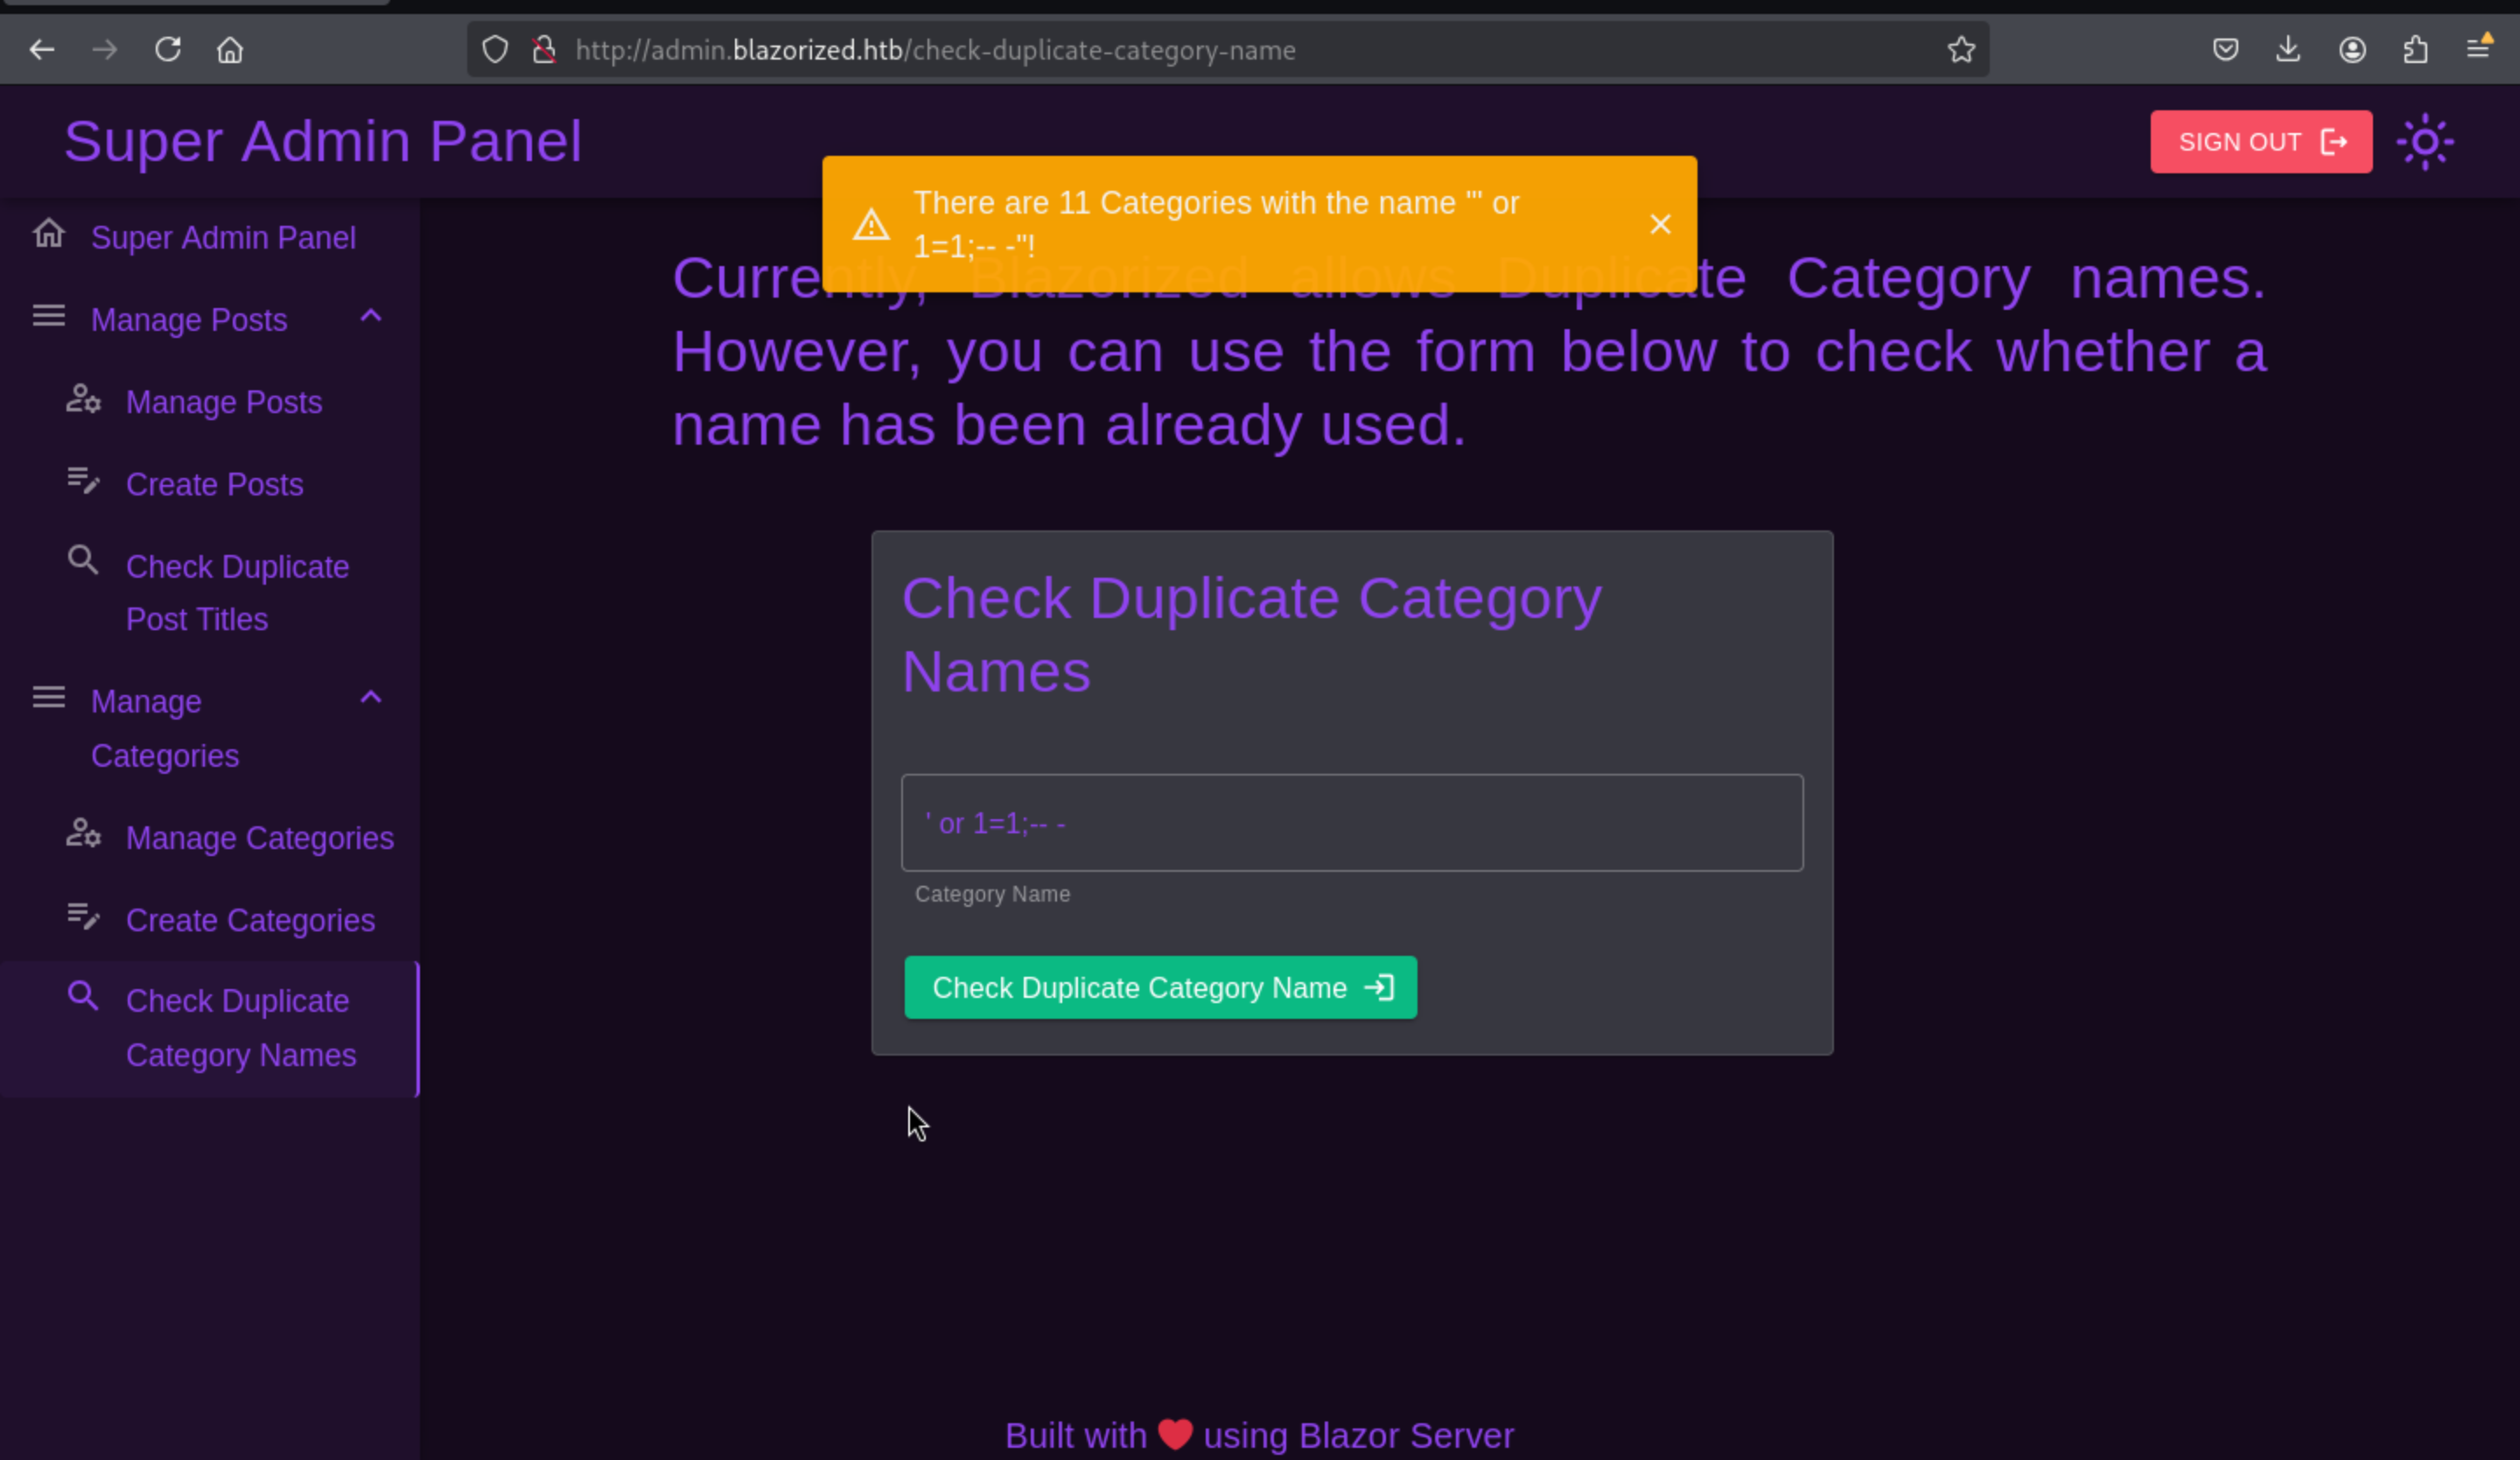 http://admin.blazorized.htb/check-duplicate-category-name
Super Admin Panel
SIGN OUT
There are 11 Categories with the name "' or
1=1;-- -"!
Super Admin Panel
Manage Posts
Manage Posts
Create Posts
Check Duplicate
Post Titles
Manage
Categories
Manage Categories
Create Categories
Check Duplicate
Category Names
Currently, Blazorized allows Duplicate Category names.
However, you can use the form below to check whether a
name has been already used.
Check Duplicate Category
Names
' or 1=1;-- -
Category Name
Check Duplicate Category Name
Built with ❤️ using Blazor Server